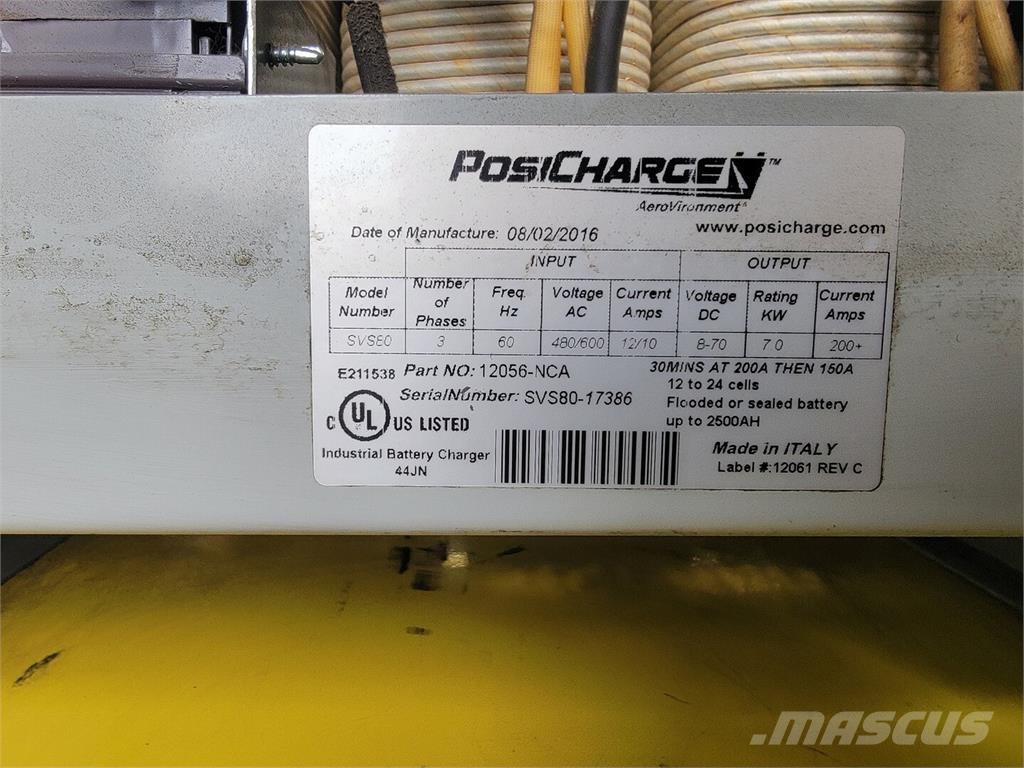 PosiCharge™
AeroVironment
Date of Manufacture: 08/02/2016
www.posicharge.com
INPUT OUTPUT
Model Number Number of Phases Freq. Hz Voltage AC Current Amps Voltage DC Rating KW Current Amps
SVS80 3 60 480/600 12/10 8-70 7.0 200+
E211538 Part NO: 12056-NCA
SerialNumber: SVS80-17386
30MINS AT 200A THEN 150A
12 to 24 cells
Flooded or sealed battery
up to 2500AH
C UL US LISTED
Industrial Battery Charger
44JN
Made in ITALY
Label #:12061 REV C
MASCUS